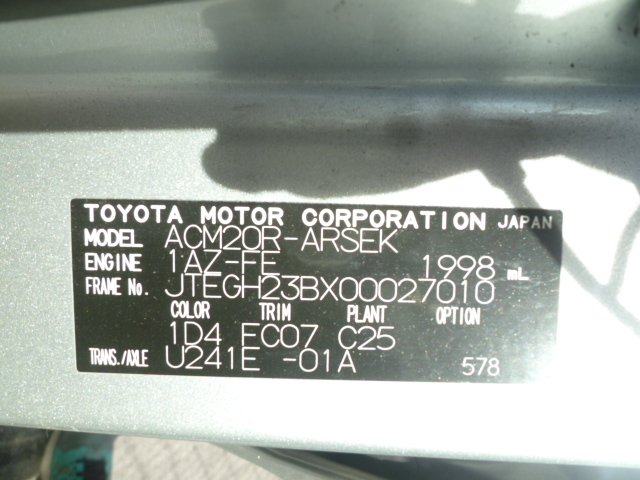 TOYOTA MOTOR CORPORATION JAPAN
MODEL ACM20R-ARSEK
ENGINE 1AZ-FE 1998 mL
FRAME No. JTEGH23BX00027010
COLOR TRIM PLANT OPTION
1D4 FC07 C25
TRANS./AXLE U241E -01A 578